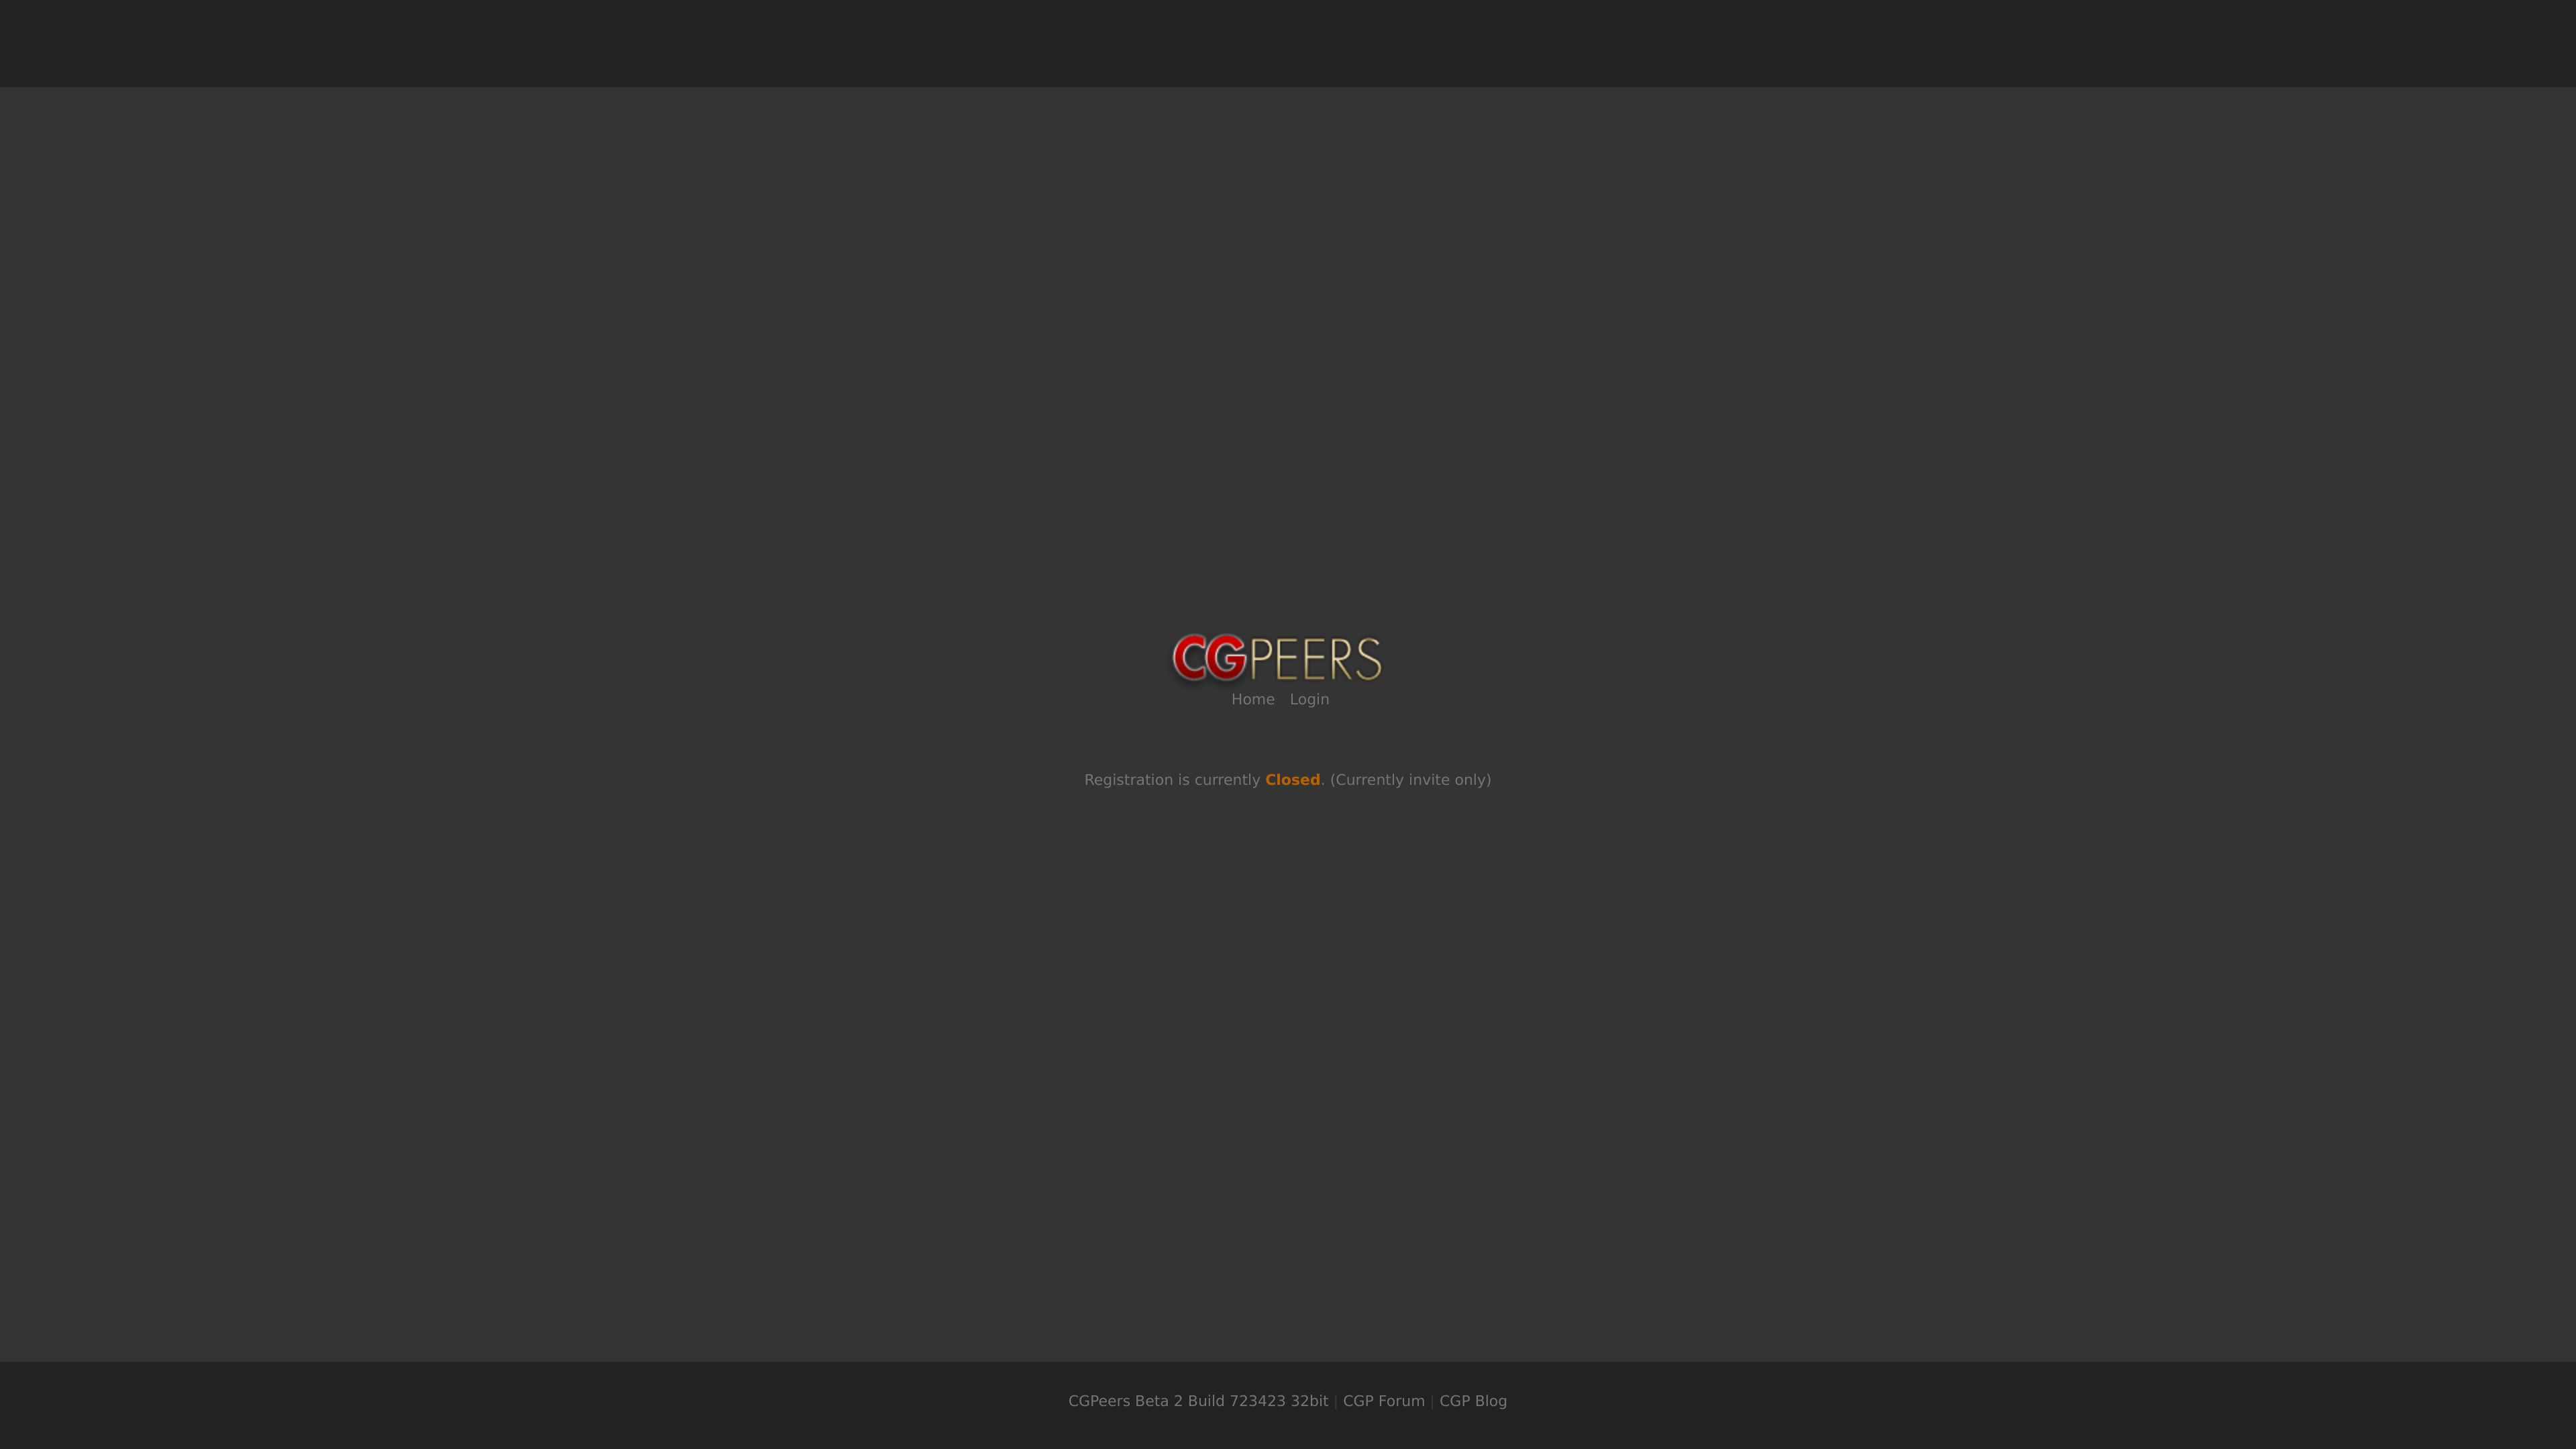 CGPEERS
Home Login
Registration is currently Closed. (Currently invite only)
CGPeers Beta 2 Build 723423 32bit | CGP Forum | CGP Blog